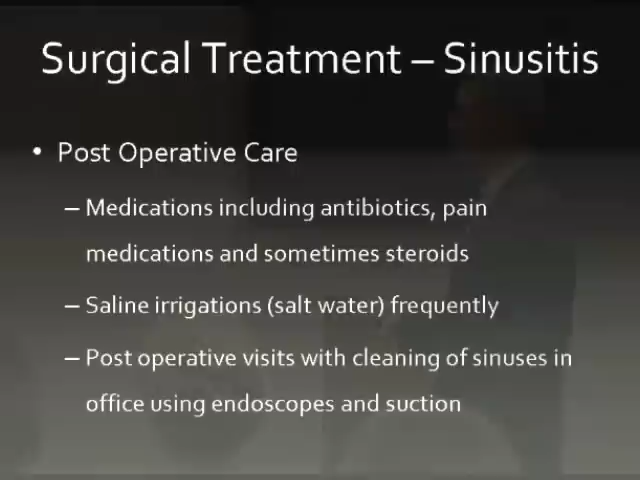 Surgical Treatment – Sinusitis
• Post Operative Care
– Medications including antibiotics, pain
medications and sometimes steroids
– Saline irrigations (salt water) frequently
– Post operative visits with cleaning of sinuses in
office using endoscopes and suction